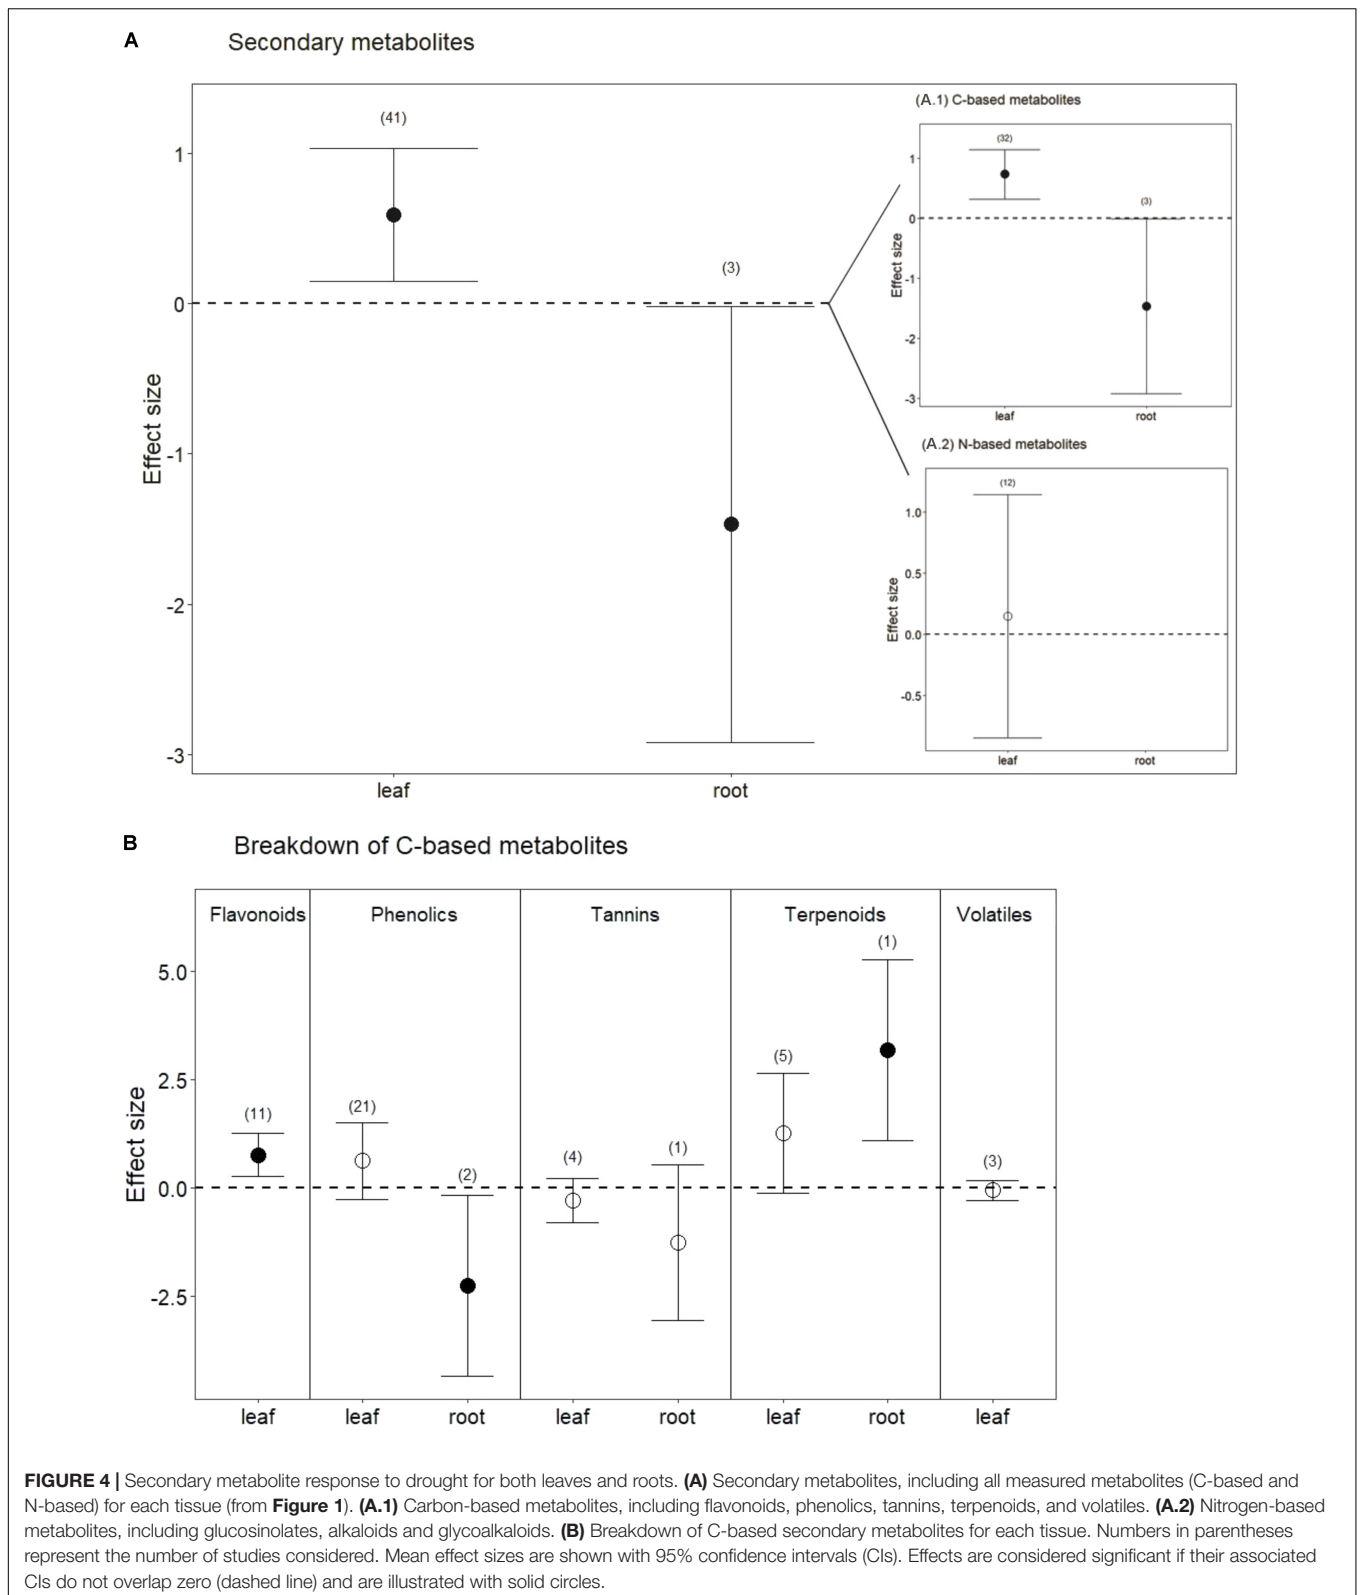 A Secondary metabolites
(A.1) C-based metabolites
(41)
1
(32)
1
(3)
0
(3)
0
Effect size
-1
-2
-3
leaf root
Effect size
-1
-2
-3
leaf root
(A.2) N-based metabolites
(12)
1.0
0.5
Effect size
0.0
-0.5
leaf root
B Breakdown of C-based metabolites
Flavonoids Phenolics Tannins Terpenoids Volatiles
(1)
5.0
(5)
2.5
(11) (21) (2) (4) (1) (3)
Effect size
0.0
-2.5
leaf leaf root leaf root leaf root leaf
FIGURE 4 | Secondary metabolite response to drought for both leaves and roots. (A) Secondary metabolites, including all measured metabolites (C-based and
N-based) for each tissue (from Figure 1). (A.1) Carbon-based metabolites, including flavonoids, phenolics, tannins, terpenoids, and volatiles. (A.2) Nitrogen-based
metabolites, including glucosinolates, alkaloids and glycoalkaloids. (B) Breakdown of C-based secondary metabolites for each tissue. Numbers in parentheses
represent the number of studies considered. Mean effect sizes are shown with 95% confidence intervals (CIs). Effects are considered significant if their associated
CIs do not overlap zero (dashed line) and are illustrated with solid circles.